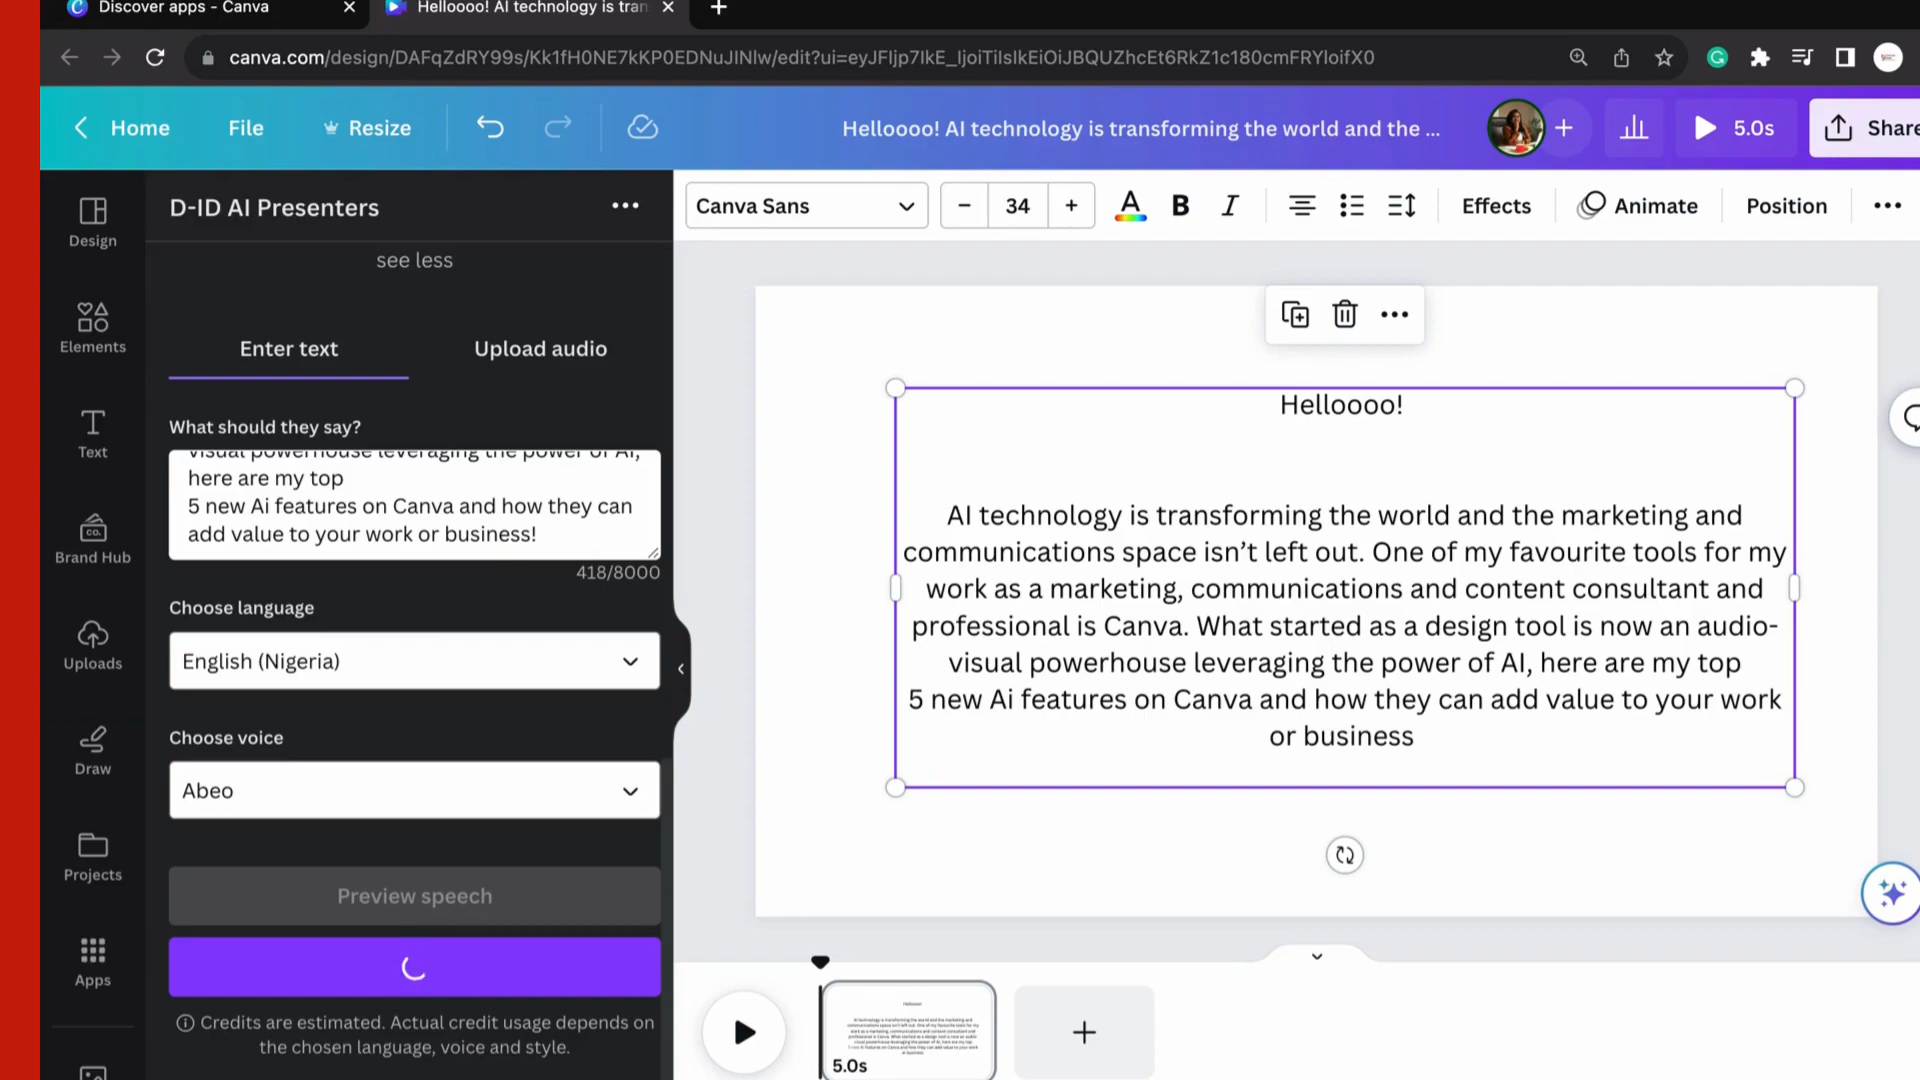 Discover apps - Canva
Helloooo! AI technology is tran
canva.com/design/DAFqZdRY99s/Kk1fH0NE7kKP0EDNuJINlw/edit?ui=eyJFIjp7IkE_IjoiTiIsIkEiOiJBQUZhcEt6RkZ1c180cmFRYloifX0
Home
File
Resize
Helloooo! AI technology is transforming the world and the ...
5.0s
Share
Design
Elements
Text
Brand Hub
Uploads
Draw
Projects
Apps
D-ID AI Presenters
see less
Enter text
Upload audio
What should they say?
visual powerhouse leveraging the power of AI,
here are my top
5 new Ai features on Canva and how they can
add value to your work or business!
418/8000
Choose language
English (Nigeria)
Choose voice
Abeo
Preview speech
Credits are estimated. Actual credit usage depends on
the chosen language, voice and style.
Canva Sans
34
A
B
I
Effects
Animate
Position
Helloooo!
AI technology is transforming the world and the marketing and
communications space isn’t left out. One of my favourite tools for my
work as a marketing, communications and content consultant and
professional is Canva. What started as a design tool is now an audio-
visual powerhouse leveraging the power of AI, here are my top
5 new Ai features on Canva and how they can add value to your work
or business
5.0s